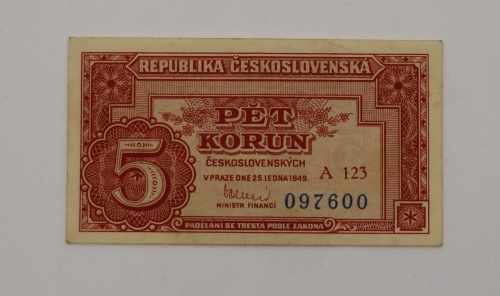 REPUBLIKA ČESKOSLOVENSKÁ
PĚT
KORUN
ČESKOSLOVENSKÝCH
A 123
V PRAZE DNE 25. LEDNA 1949.
5
MINISTR FINANCÍ
097600
PADĚLÁNÍ SE TRESTÁ PODLE ZÁKONA